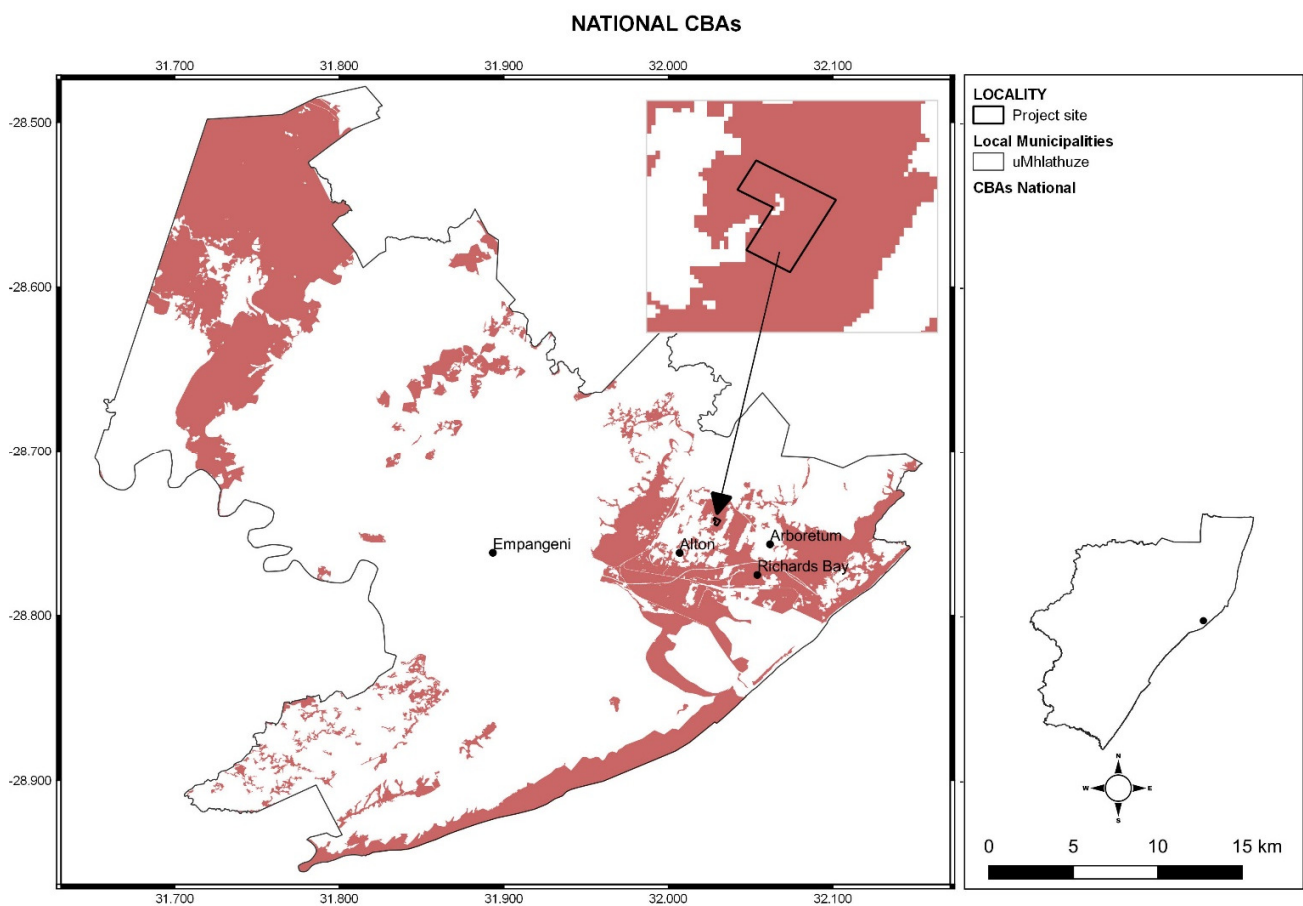 NATIONAL CBAs
31.700 31.800 31.900 32.000 32.100
-28.500
-28.600
-28.700
-28.800
-28.900
Empangeni
Alton
Arboretum
Richards Bay
31.700 31.800 31.900 32.000 32.100
LOCALITY
Project site
Local Municipalities
uMhlathuze
CBAs National
N
W E
S
0 5 10 15 km